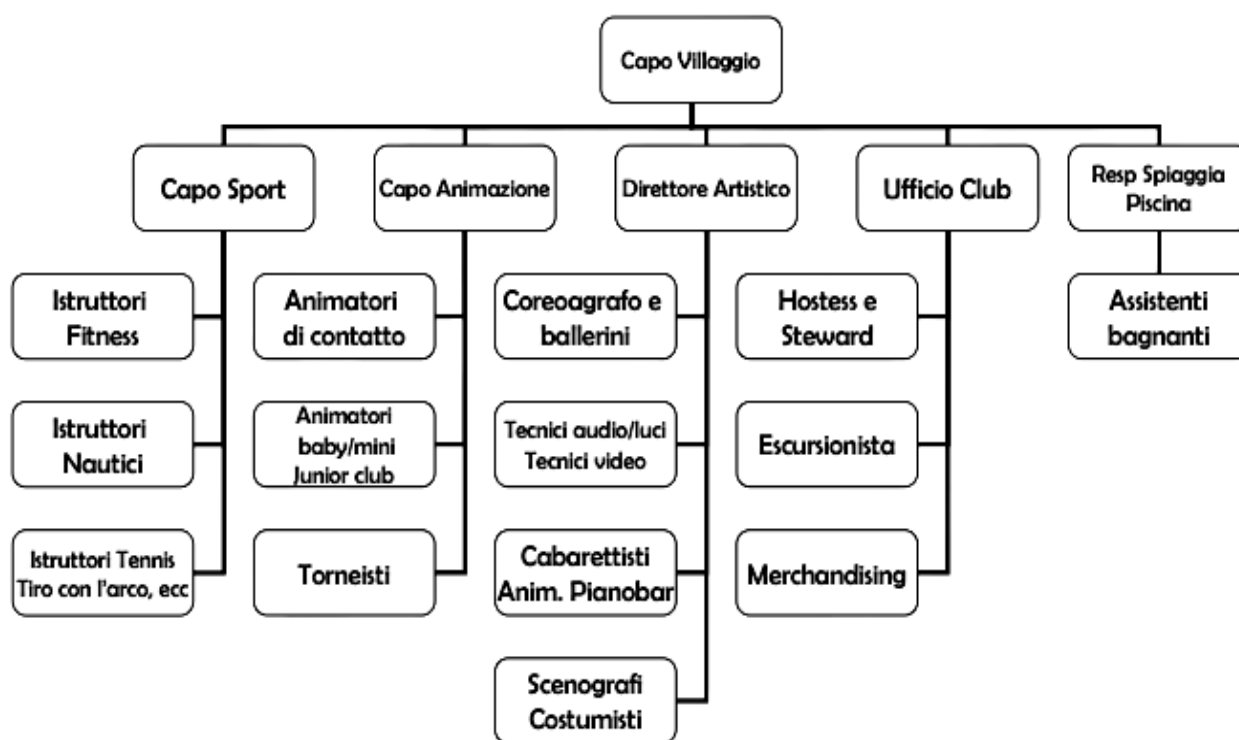 Capo Villaggio
Capo Sport
Capo Animazione
Direttore Artistico
Ufficio Club
Resp Spiaggia
Piscina
Istruttori
Fitness
Animatori
di contatto
Coreoagrafo e
ballerini
Hostess e
Steward
Assistenti
bagnanti
Istruttori
Nautici
Animatori
baby/mini
Junior club
Tecnici audio/luci
Tecnici video
Escursionista
Istruttori Tennis
Tiro con l'arco, ecc
Torneisti
Cabarettisti
Anim. Pianobar
Merchandising
Scenografi
Costumisti